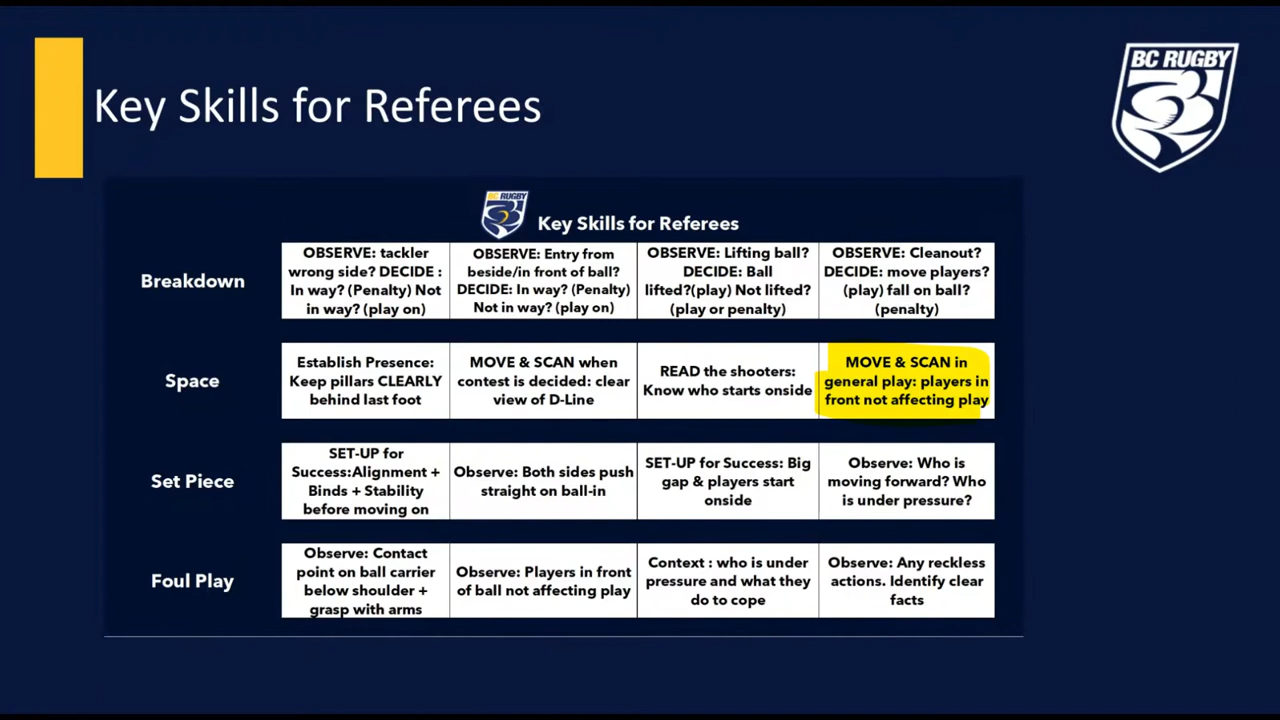 BC RUGBY
Key Skills for Referees
BC RUGBY
Key Skills for Referees
Breakdown
OBSERVE: tackler
wrong side? DECIDE :
In way? (Penalty) Not
in way? (play on)
OBSERVE: Entry from
beside/in front of ball?
DECIDE: In way? (Penalty)
Not in way? (play on)
OBSERVE: Lifting ball?
DECIDE: Ball
lifted?(play) Not lifted?
(play or penalty)
OBSERVE: Cleanout?
DECIDE: move players?
(play) fall on ball?
(penalty)
Space
Establish Presence:
Keep pillars CLEARLY
behind last foot
MOVE & SCAN when
contest is decided: clear
view of D-Line
READ the shooters:
Know who starts onside
MOVE & SCAN in
general play: players in
front not affecting play
Set Piece
SET-UP for
Success:Alignment +
Binds + Stability
before moving on
Observe: Both sides push
straight on ball-in
SET-UP for Success: Big
gap & players start
onside
Observe: Who is
moving forward? Who
is under pressure?
Foul Play
Observe: Contact
point on ball carrier
below shoulder +
grasp with arms
Observe: Players in front
of ball not affecting play
Context : who is under
pressure and what they
do to cope
Observe: Any reckless
actions. Identify clear
facts